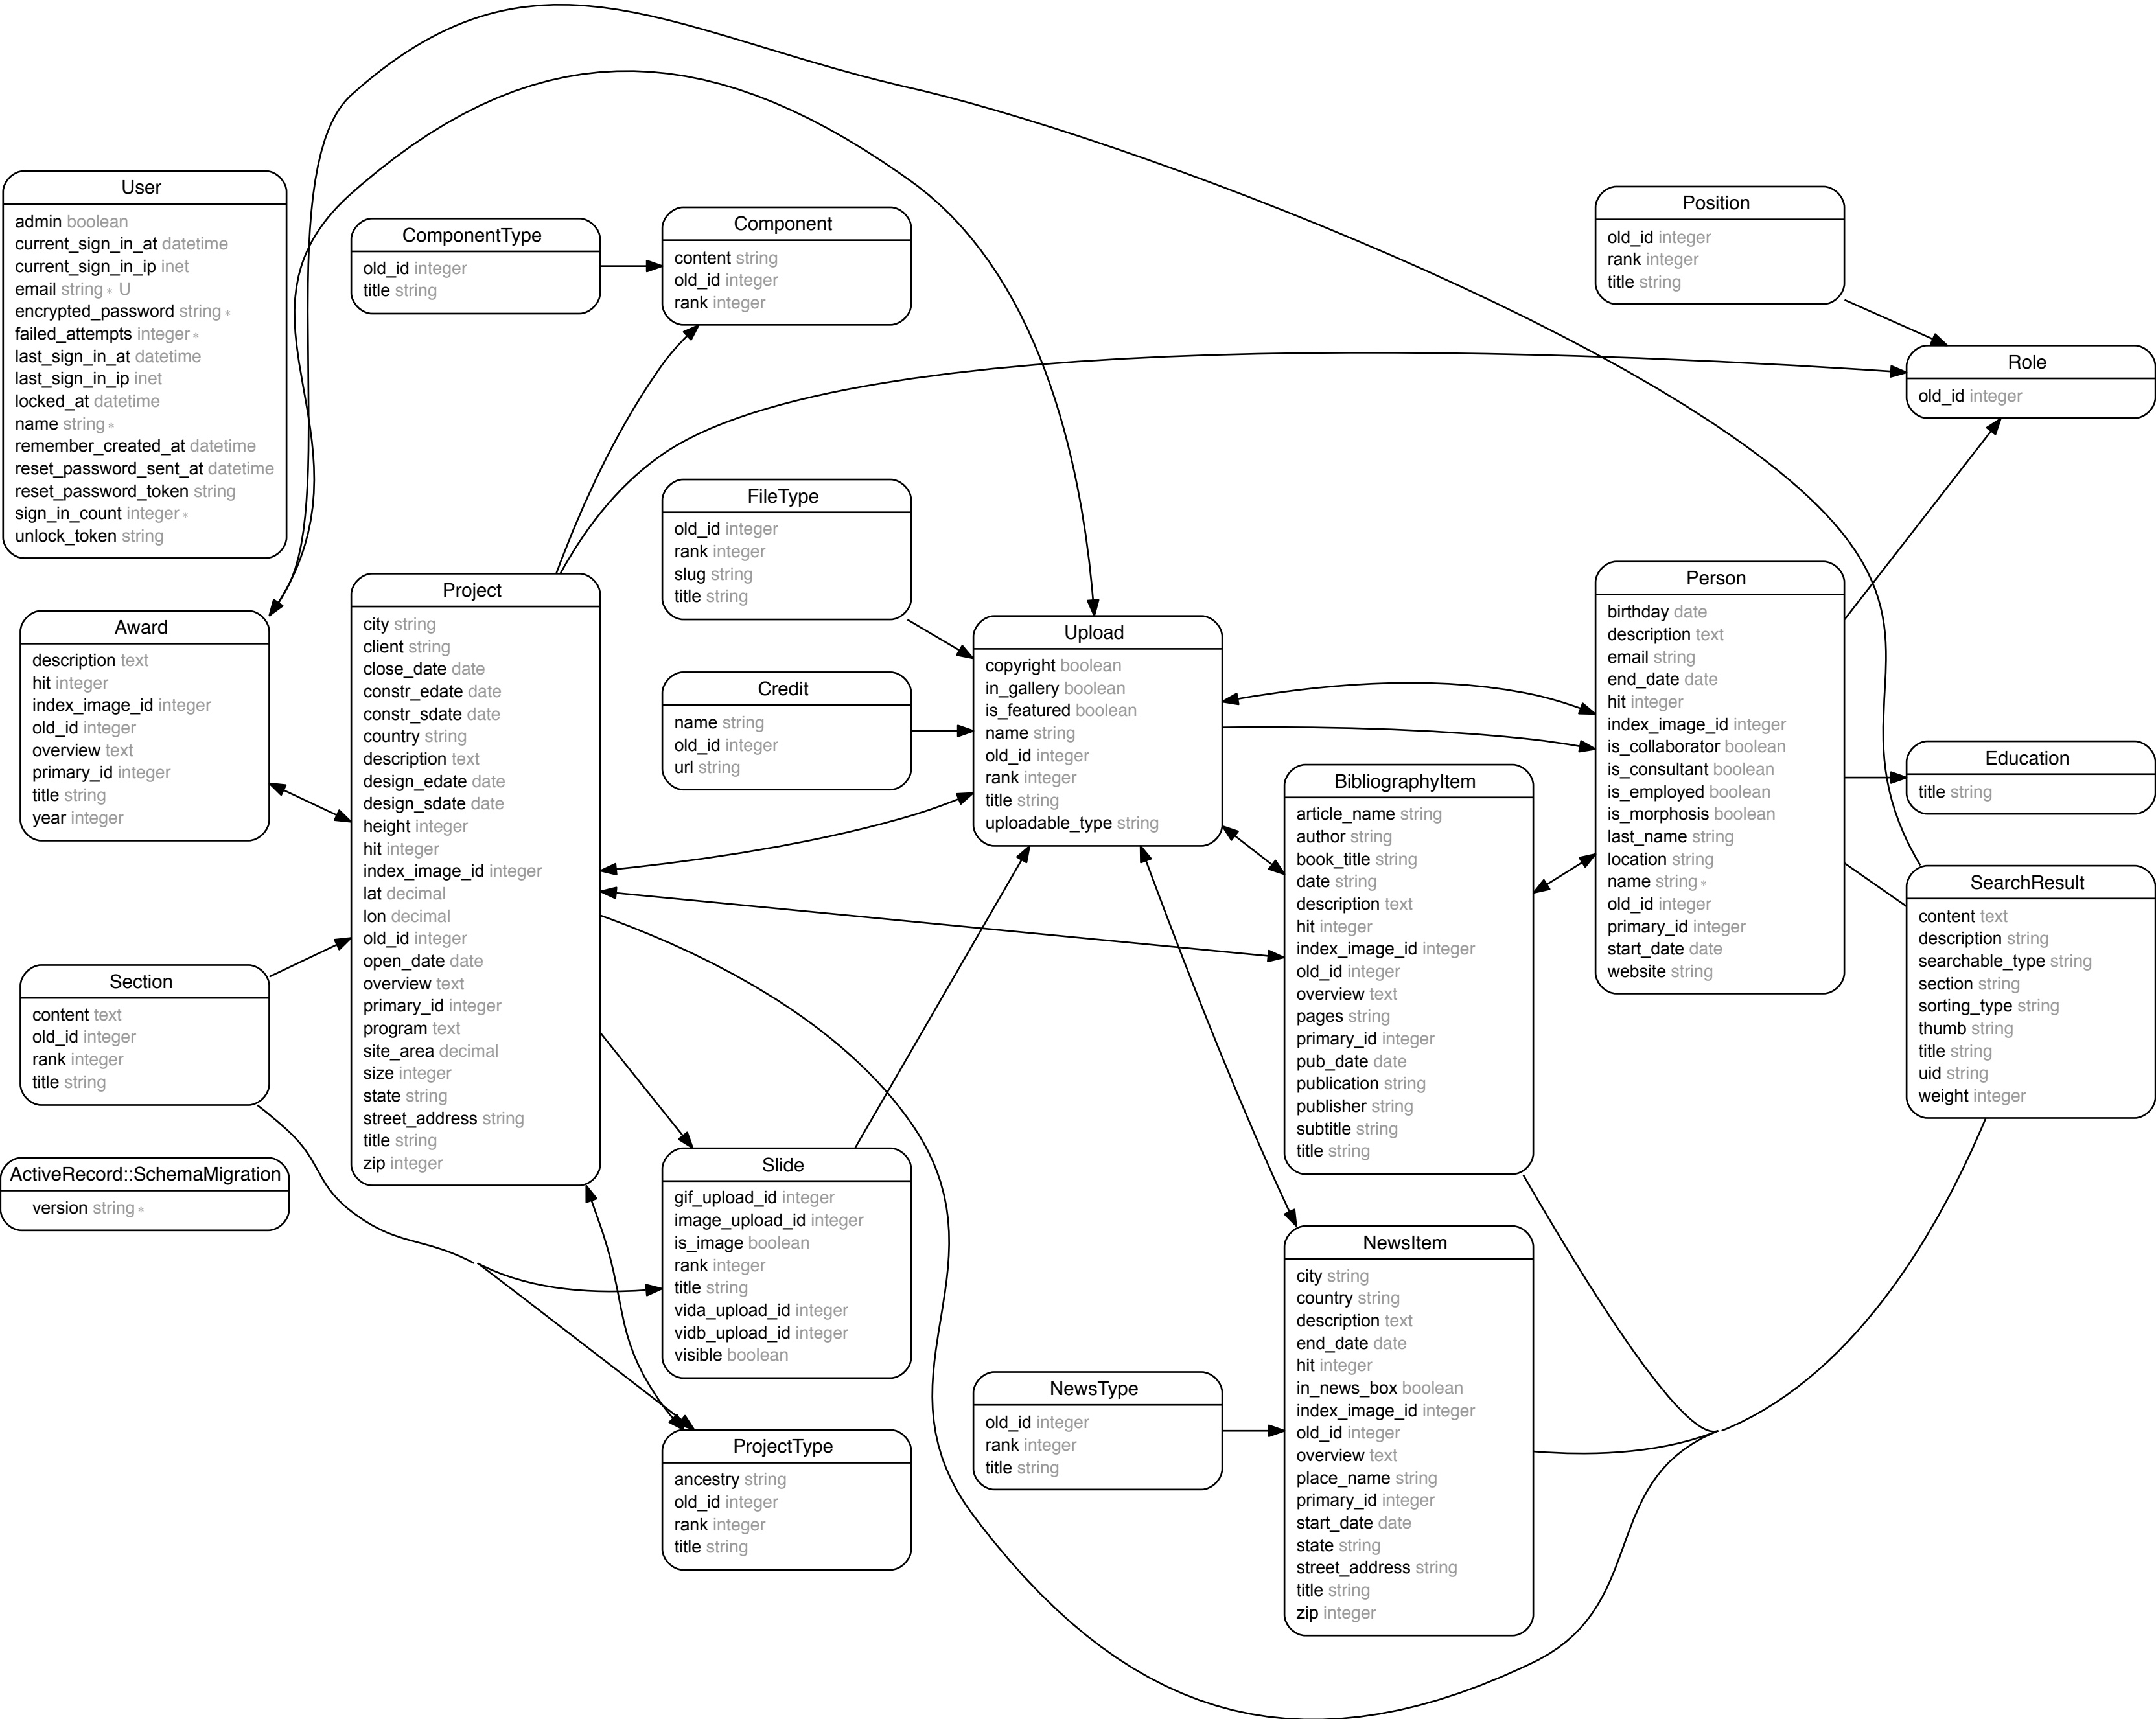 User
admin boolean
current_sign_in_at datetime
current_sign_in_ip inet
email string∗ U
encrypted_password string∗
failed_attempts integer∗
last_sign_in_at datetime
last_sign_in_ip inet
locked_at datetime
name string∗
remember_created_at datetime
reset_password_sent_at datetime
reset_password_token string
sign_in_count integer∗
unlock_token string
Award
description text
hit integer
index_image_id integer
old_id integer
overview text
primary_id integer
title string
year integer
Section
content text
old_id integer
rank integer
title string
ActiveRecord::SchemaMigration
version string∗
ComponentType
old_id integer
title string
Project
city string
client string
close_date date
constr_edate date
constr_sdate date
country string
description text
design_edate date
design_sdate date
height integer
hit integer
index_image_id integer
lat decimal
lon decimal
old_id integer
open_date date
overview text
primary_id integer
program text
site_area decimal
size integer
state string
street_address string
title string
zip integer
Component
content string
old_id integer
rank integer
FileType
old_id integer
rank integer
slug string
title string
Credit
name string
old_id integer
url string
Slide
gif_upload_id integer
image_upload_id integer
is_image boolean
rank integer
title string
vida_upload_id integer
vidb_upload_id integer
visible boolean
ProjectType
ancestry string
old_id integer
rank integer
title string
Upload
copyright boolean
in_gallery boolean
is_featured boolean
name string
old_id integer
rank integer
title string
uploadable_type string
NewsType
old_id integer
rank integer
title string
BibliographyItem
article_name string
author string
book_title string
date string
description text
hit integer
index_image_id integer
old_id integer
overview text
pages string
primary_id integer
pub_date date
publication string
publisher string
subtitle string
title string
NewsItem
city string
country string
description text
end_date date
hit integer
in_news_box boolean
index_image_id integer
old_id integer
overview text
place_name string
primary_id integer
start_date date
state string
street_address string
title string
zip integer
Position
old_id integer
rank integer
title string
Person
birthday date
description text
email string
end_date date
hit integer
index_image_id integer
is_collaborator boolean
is_consultant boolean
is_employed boolean
is_morphosis boolean
last_name string
location string
name string∗
old_id integer
primary_id integer
start_date date
website string
Role
old_id integer
Education
title string
SearchResult
content text
description string
searchable_type string
section string
sorting_type string
thumb string
title string
uid string
weight integer